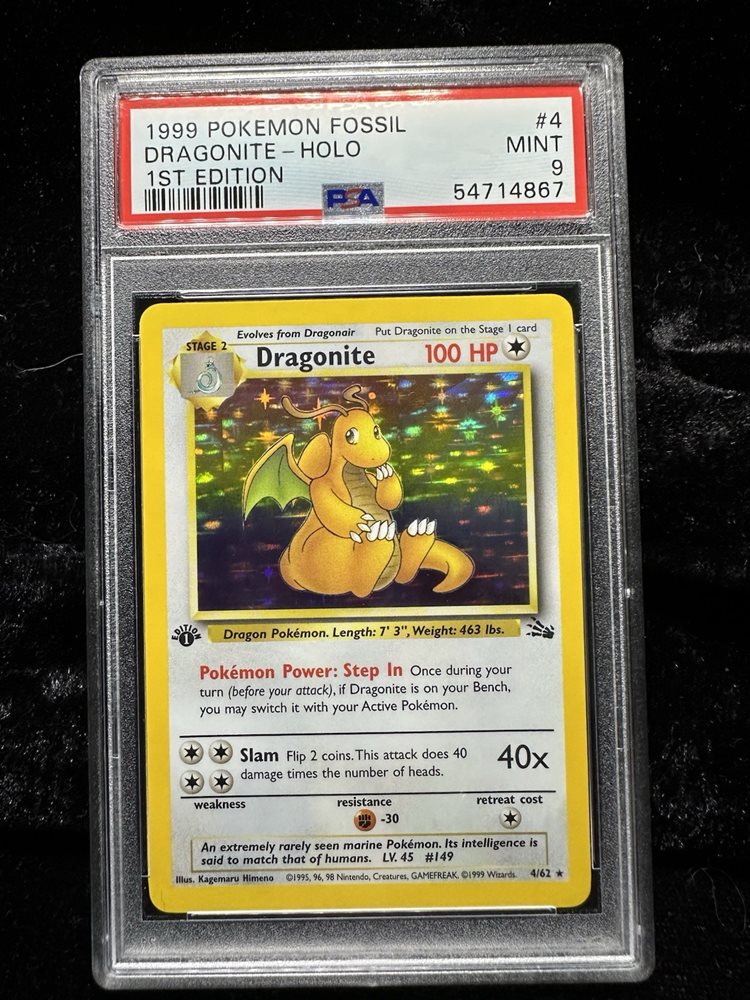 1999 POKEMON FOSSIL #4
DRAGONITE - HOLO MINT
1ST EDITION 9
PSA 54714867
Evolves from Dragonair Put Dragonite on the Stage 1 card
STAGE 2
Dragonite 100 HP
EDITION
1
Dragon Pokémon. Length: 7' 3", Weight: 463 lbs.
Pokémon Power: Step In Once during your
turn (before your attack), if Dragonite is on your Bench,
you may switch it with your Active Pokémon.
Slam Flip 2 coins. This attack does 40
damage times the number of heads.
40x
weakness resistance retreat cost
-30
An extremely rarely seen marine Pokémon. Its intelligence is
said to match that of humans. LV. 45 #149
Illus. Kagemaru Himeno ©1995, 96, 98 Nintendo, Creatures, GAMEFREAK. ©1999 Wizards. 4/62 ★